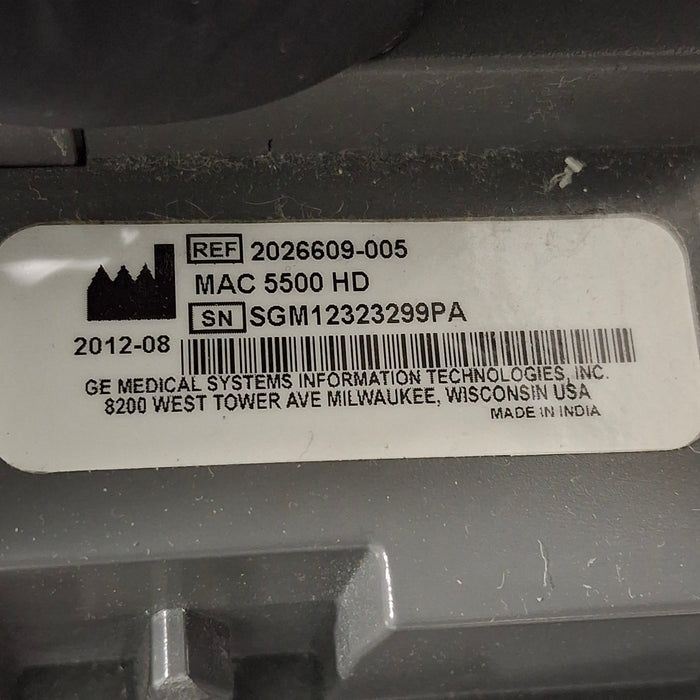 REF 2026609-005
MAC 5500 HD
SN SGM12323299PA
2012-08
GE MEDICAL SYSTEMS INFORMATION TECHNOLOGIES, INC.
8200 WEST TOWER AVE MILWAUKEE, WISCONSIN USA
MADE IN INDIA